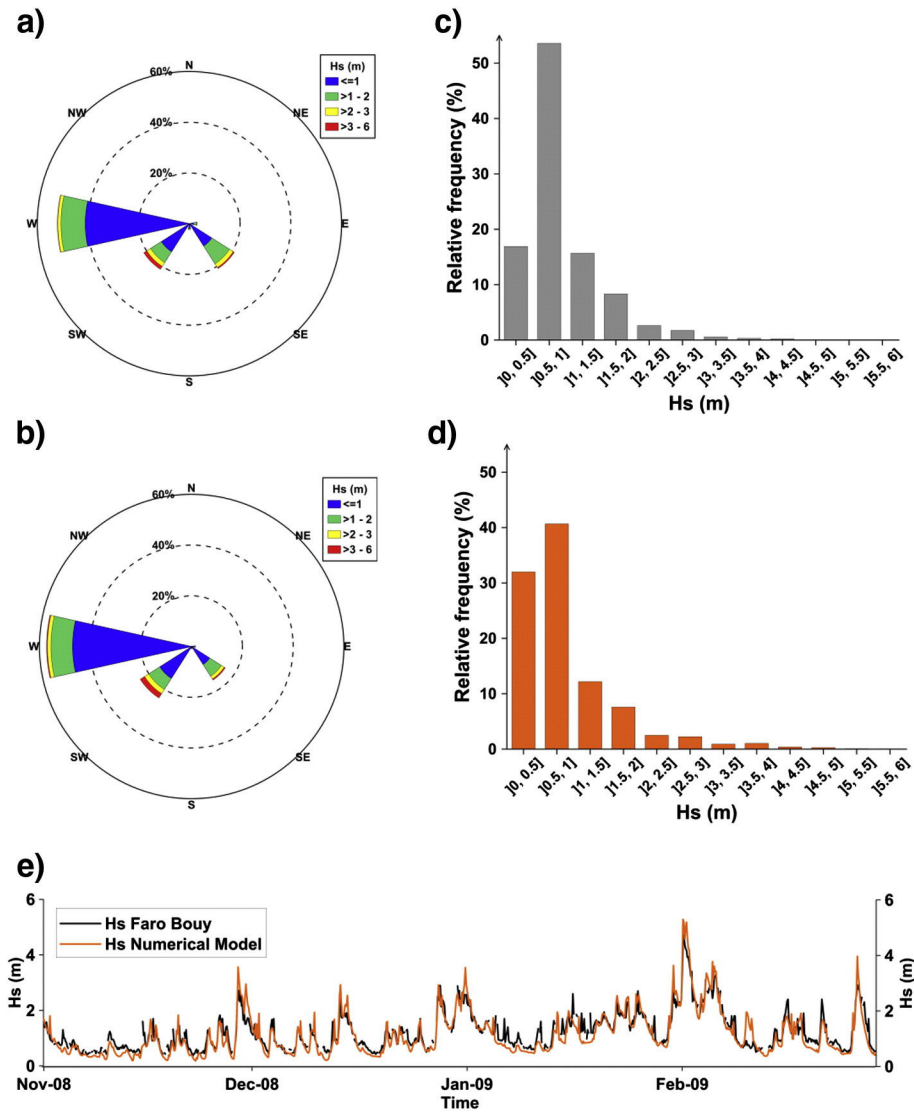 a)
N
NE
E
SE
S
SW
W
NW
60%
40%
20%
Hs (m)
<=1
>1 - 2
>2 - 3
>3 - 6
c)
Relative frequency (%)
50
40
30
20
10
0
]0, 0.5]
]0.5, 1]
]1, 1.5]
]1.5, 2]
]2, 2.5]
]2.5, 3]
]3, 3.5]
]3.5, 4]
]4, 4.5]
]4.5, 5]
]5, 5.5]
]5.5, 6]
Hs (m)
b)
N
NE
E
SE
S
SW
W
NW
60%
40%
20%
Hs (m)
<=1
>1 - 2
>2 - 3
>3 - 6
d)
Relative frequency (%)
50
40
30
20
10
0
]0, 0.5]
]0.5, 1]
]1, 1.5]
]1.5, 2]
]2, 2.5]
]2.5, 3]
]3, 3.5]
]3.5, 4]
]4, 4.5]
]4.5, 5]
]5, 5.5]
]5.5, 6]
Hs (m)
e)
Hs (m)
6
4
2
0
Hs Faro Bouy
Hs Numerical Model
6
4
2
0
Hs (m)
Nov-08
Dec-08
Jan-09
Feb-09
Time